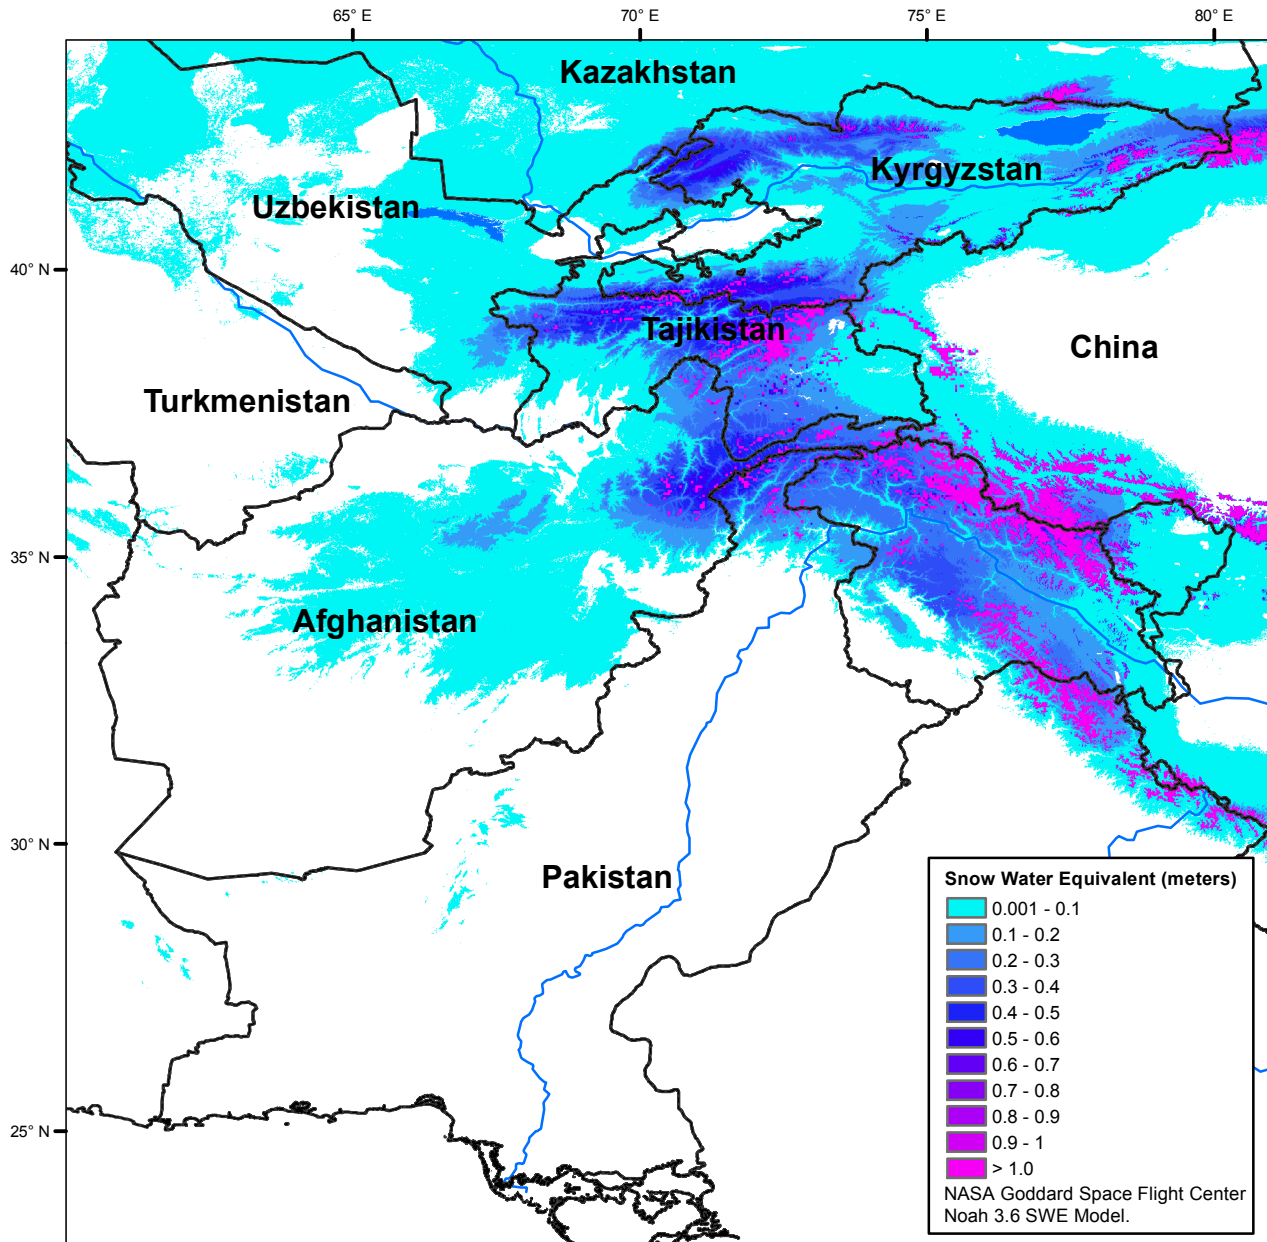 65° E
70° E
75° E
80° E
Kazakhstan
Kyrgyzstan
Uzbekistan
40° N
Tajikistan
China
Turkmenistan
35° N
Afghanistan
30° N
Pakistan
25° N
Snow Water Equivalent (meters)
0.001 - 0.1
0.1 - 0.2
0.2 - 0.3
0.3 - 0.4
0.4 - 0.5
0.5 - 0.6
0.6 - 0.7
0.7 - 0.8
0.8 - 0.9
0.9 - 1
> 1.0
NASA Goddard Space Flight Center
Noah 3.6 SWE Model.